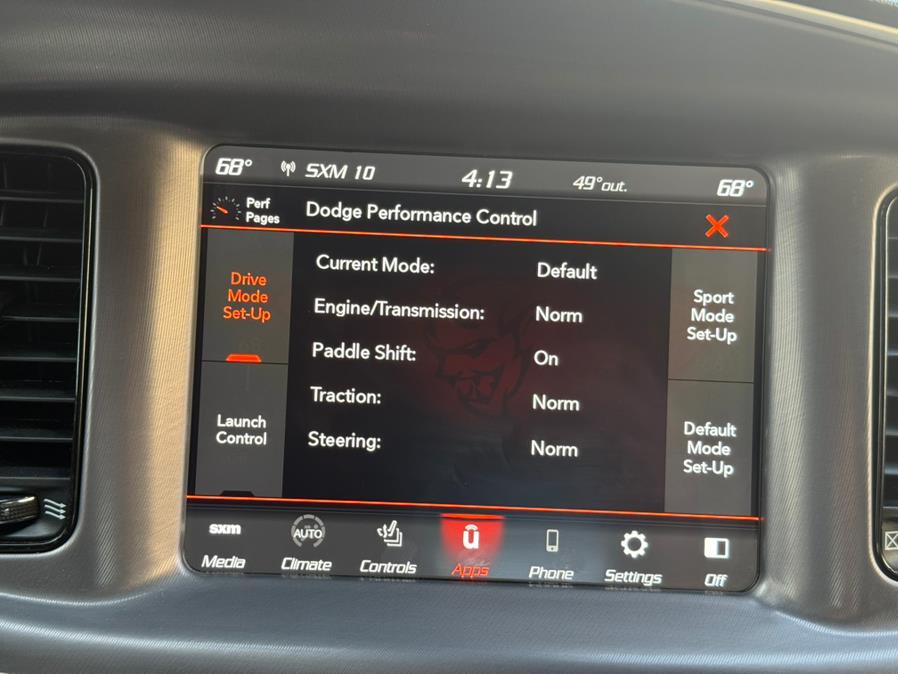 68° SXM 10 4:13 49°out. 68°
Perf
Pages
Dodge Performance Control
Drive
Mode
Set-Up
Launch
Control
Current Mode: Default
Engine/Transmission: Norm
Paddle Shift: On
Traction: Norm
Steering: Norm
Sport
Mode
Set-Up
Default
Mode
Set-Up
sxm
Media
AUTO
Climate
Controls
ū
Apps
Phone
Settings
Off